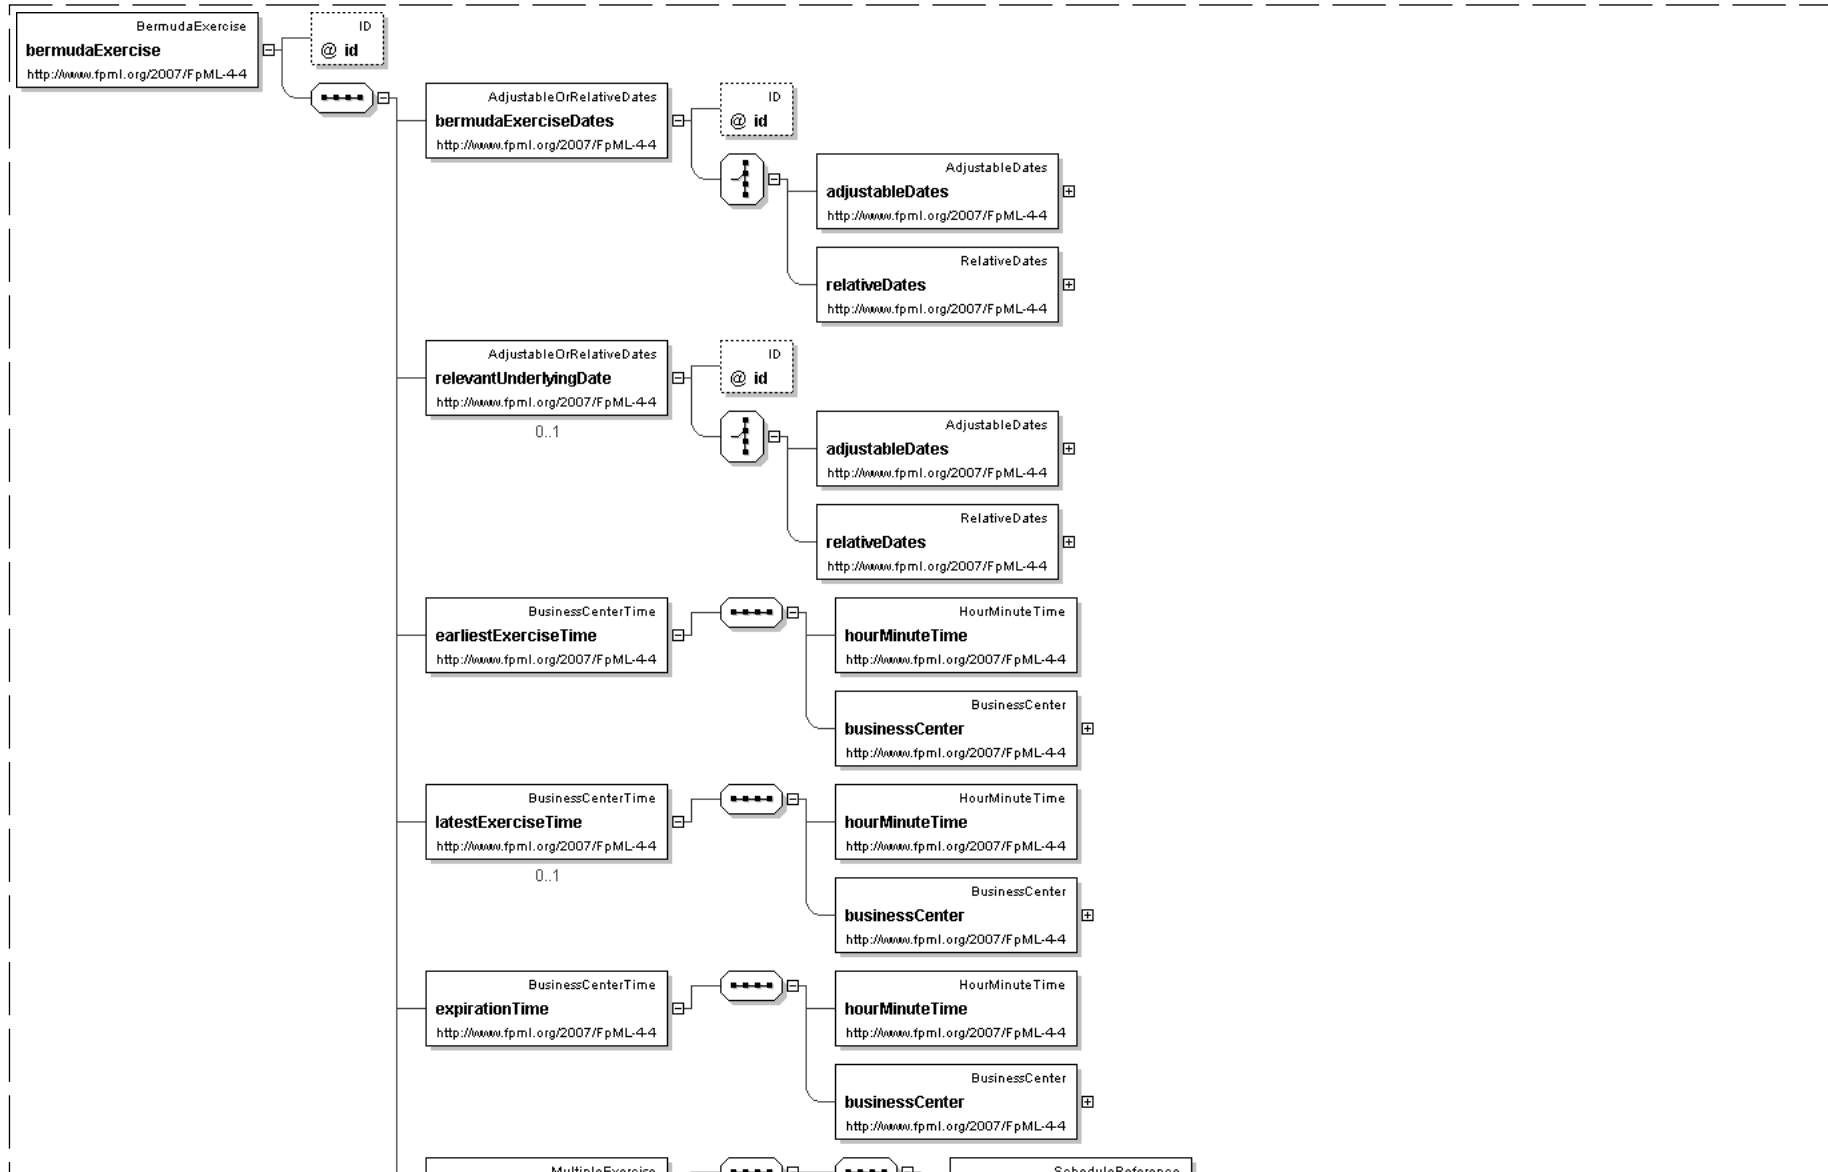 BermudaExercise
bermudaExercise
http://www.fpml.org/2007/FpML-4-4
ID
@ id
AdjustableOrRelativeDates
bermudaExerciseDates
http://www.fpml.org/2007/FpML-4-4
ID
@ id
AdjustableDates
adjustableDates
http://www.fpml.org/2007/FpML-4-4
RelativeDates
relativeDates
http://www.fpml.org/2007/FpML-4-4
AdjustableOrRelativeDates
relevantUnderlyingDate
http://www.fpml.org/2007/FpML-4-4
0..1
ID
@ id
AdjustableDates
adjustableDates
http://www.fpml.org/2007/FpML-4-4
RelativeDates
relativeDates
http://www.fpml.org/2007/FpML-4-4
BusinessCenterTime
earliestExerciseTime
http://www.fpml.org/2007/FpML-4-4
HourMinuteTime
hourMinuteTime
http://www.fpml.org/2007/FpML-4-4
BusinessCenter
businessCenter
http://www.fpml.org/2007/FpML-4-4
BusinessCenterTime
latestExerciseTime
http://www.fpml.org/2007/FpML-4-4
0..1
HourMinuteTime
hourMinuteTime
http://www.fpml.org/2007/FpML-4-4
BusinessCenter
businessCenter
http://www.fpml.org/2007/FpML-4-4
BusinessCenterTime
expirationTime
http://www.fpml.org/2007/FpML-4-4
HourMinuteTime
hourMinuteTime
http://www.fpml.org/2007/FpML-4-4
BusinessCenter
businessCenter
http://www.fpml.org/2007/FpML-4-4
MultipleExercise
ScheduleReference